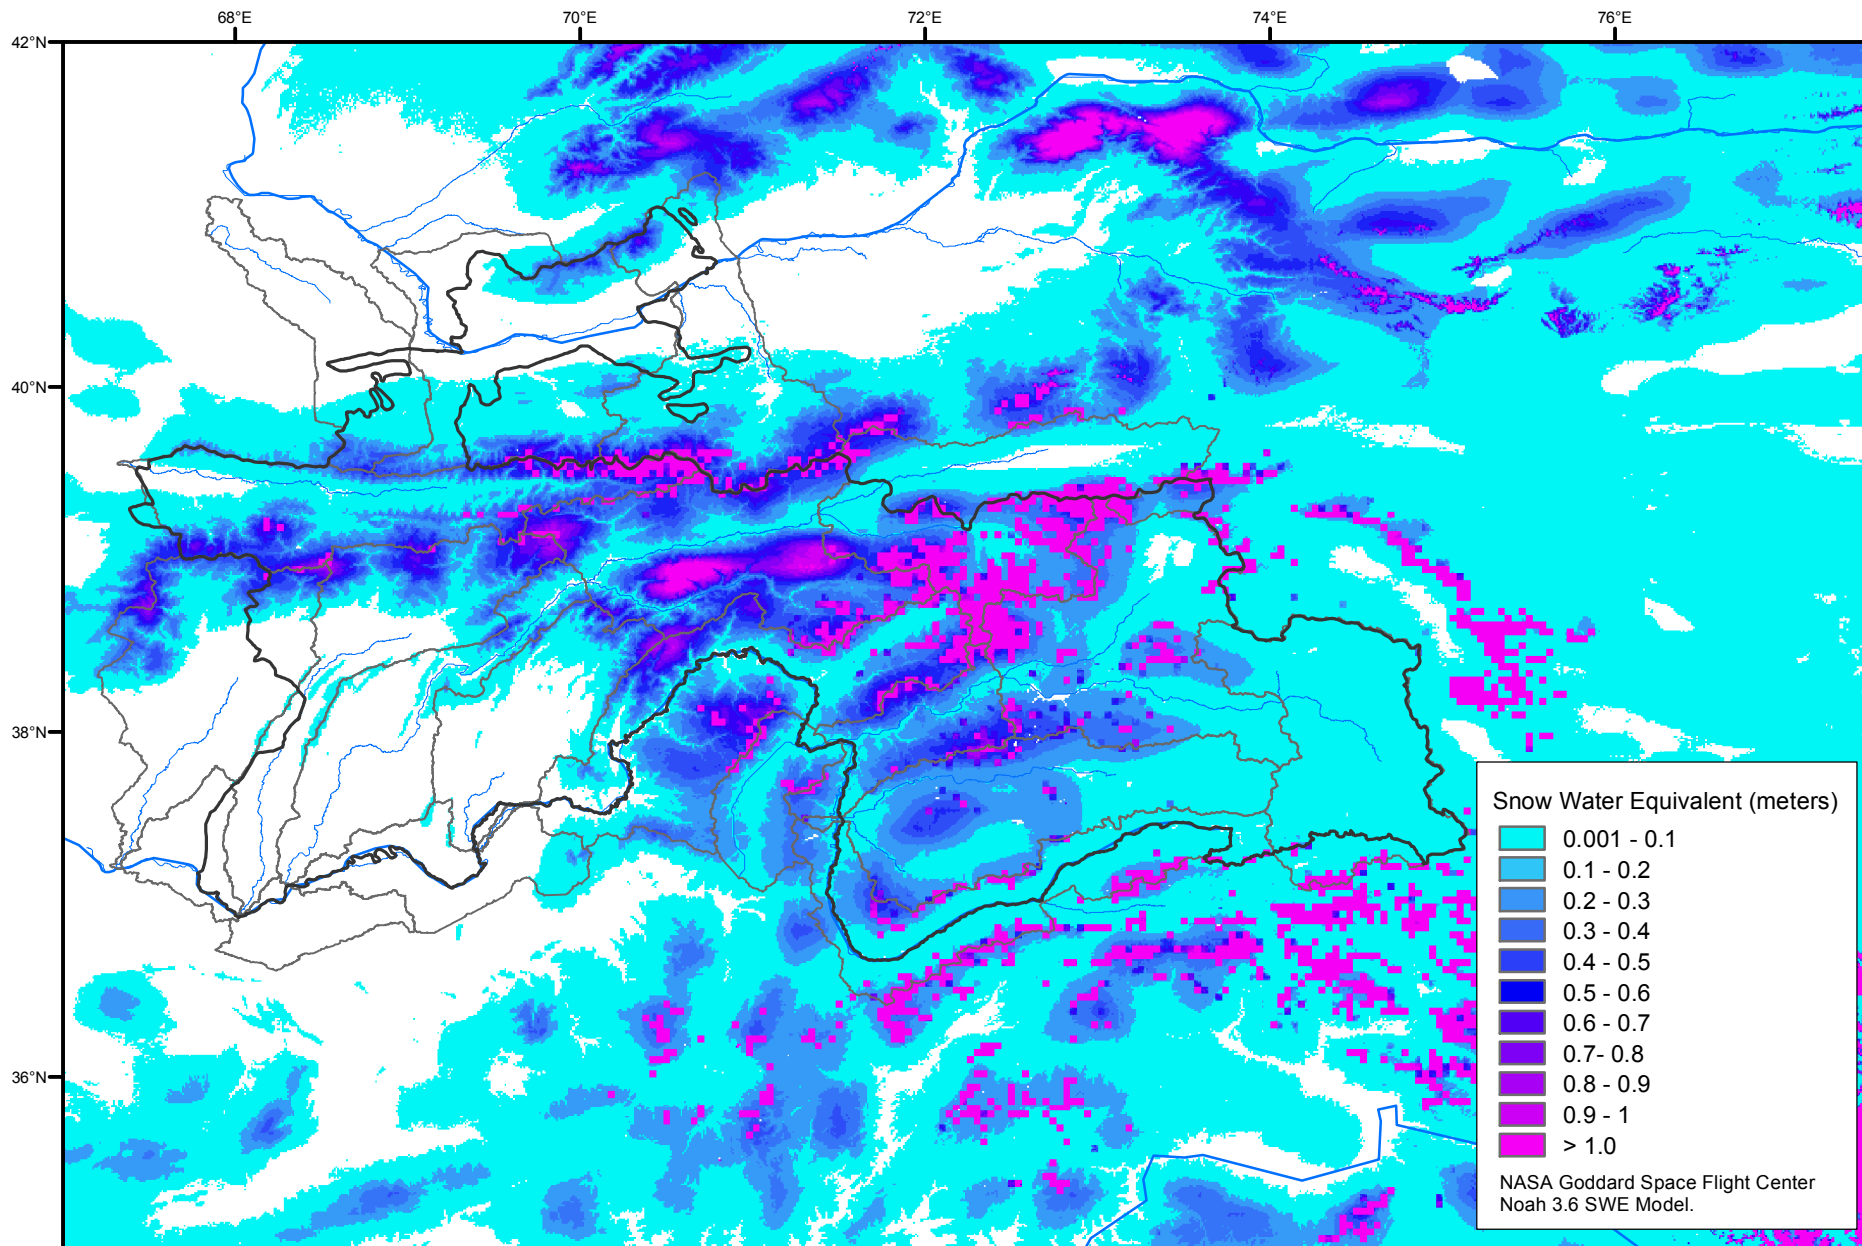 68°E 70°E 72°E 74°E 76°E
42°N
40°N
38°N
36°N
Snow Water Equivalent (meters)
0.001 - 0.1
0.1 - 0.2
0.2 - 0.3
0.3 - 0.4
0.4 - 0.5
0.5 - 0.6
0.6 - 0.7
0.7- 0.8
0.8 - 0.9
0.9 - 1
> 1.0
NASA Goddard Space Flight Center
Noah 3.6 SWE Model.